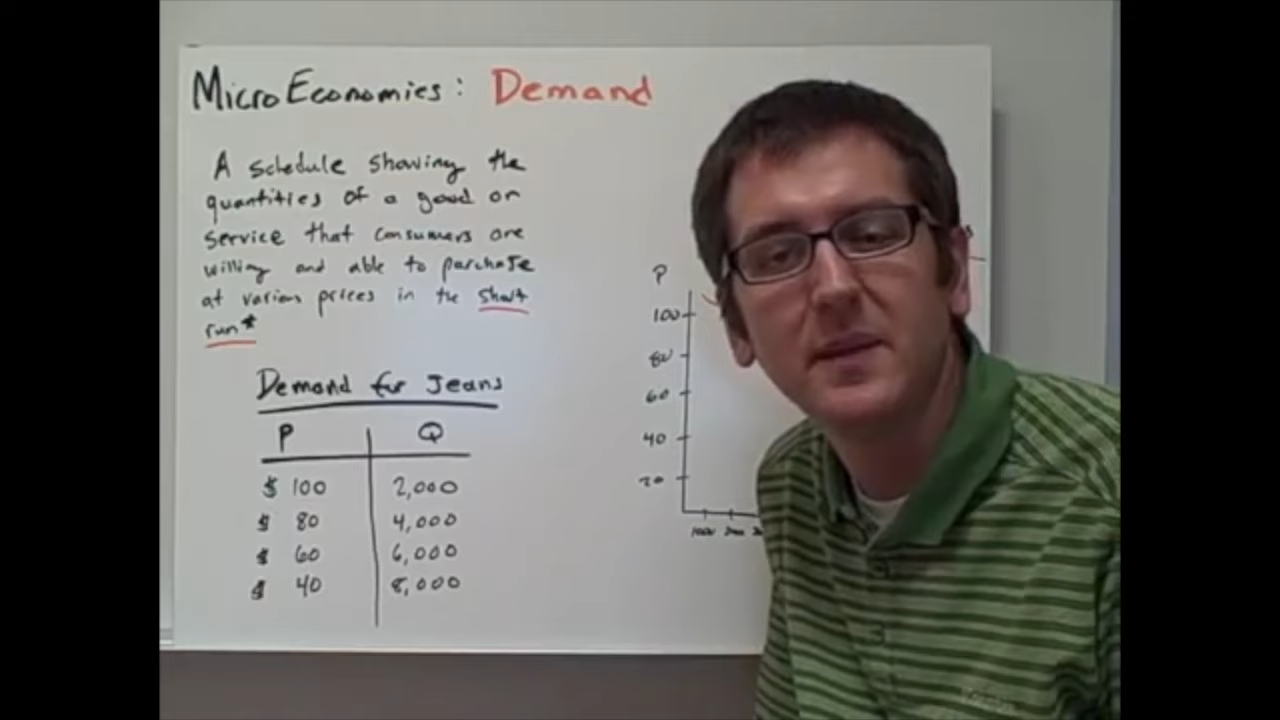 MicroEconomics: Demand
A schedule showing the
quantities of a good or
service that consumers are
willing and able to purchase
at various prices in the short
run*
Demand for Jeans
P Q
$ 100 2,000
$ 80 4,000
$ 60 6,000
$ 40 8,000
P
100
80
60
40
20
1000 2000